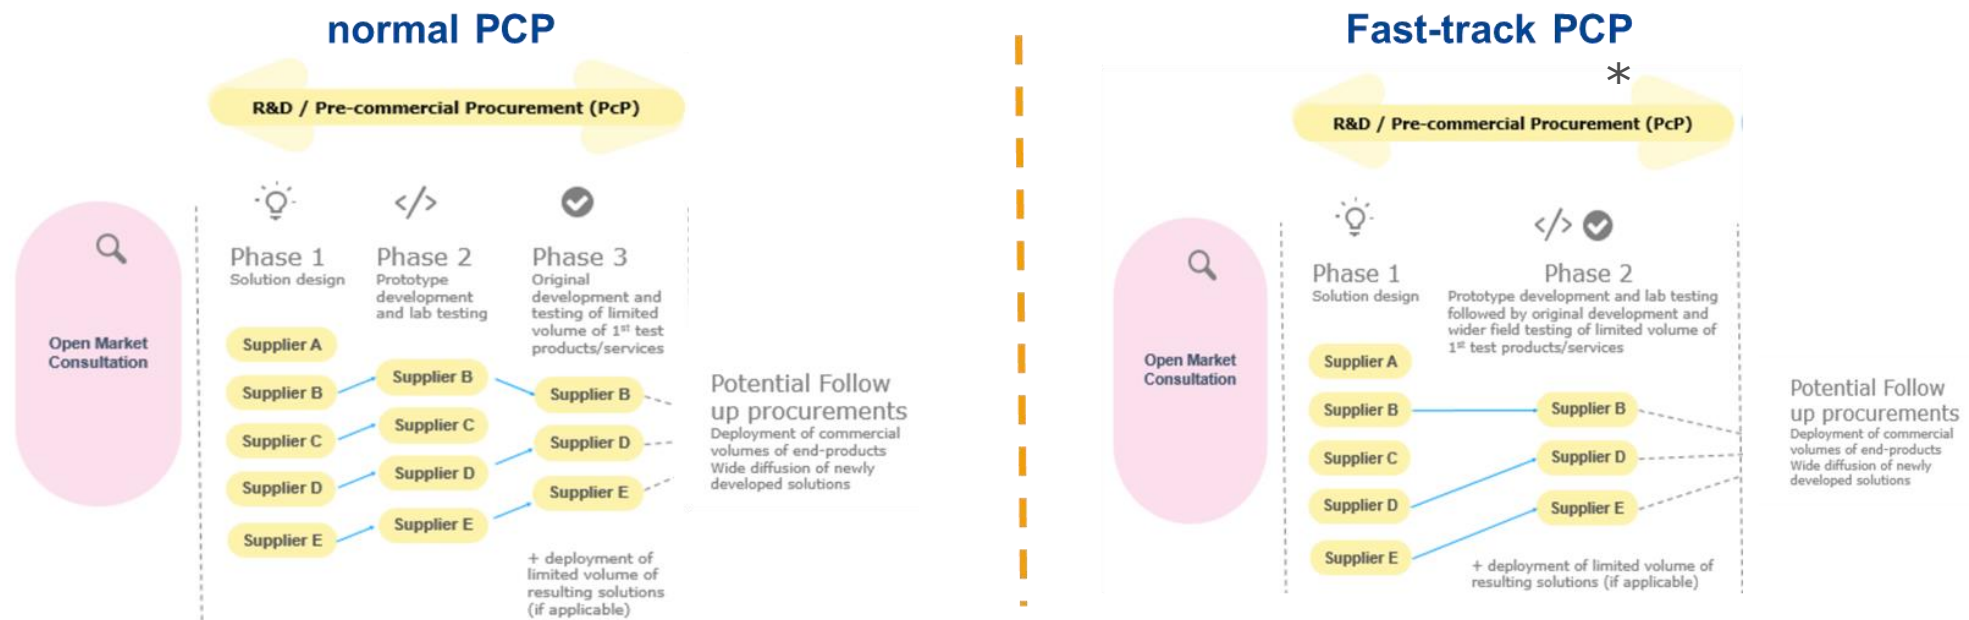 normal PCP
R&D / Pre-commercial Procurement (PcP)
Open Market
Consultation
</>
Phase 1
Solution design
Supplier A
Supplier B
Supplier C
Supplier D
Supplier E
Phase 2
Prototype
development
and lab testing
Supplier B
Supplier C
Supplier D
Supplier E
Phase 3
Original
development and
testing of limited
volume of 1st test
products/services
Supplier B
Supplier D
Supplier E
+ deployment of
limited volume of
resulting solutions
(if applicable)
Potential Follow
up procurements
Deployment of commercial
volumes of end-products
Wide diffusion of newly
developed solutions
Fast-track PCP
*
R&D / Pre-commercial Procurement (PcP)
Open Market
Consultation
</>
Phase 1
Solution design
Supplier A
Supplier B
Supplier C
Supplier D
Supplier E
Phase 2
Prototype development and lab testing
followed by original development and
wider field testing of limited volume of
1st test products/services
Supplier B
Supplier D
Supplier E
+ deployment of limited volume of
resulting solutions (if applicable)
Potential Follow
up procurements
Deployment of commercial
volumes of end-products
Wide diffusion of newly
developed solutions